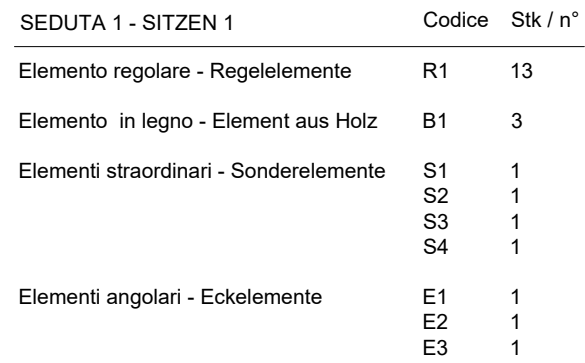 SEDUTA 1 - SITZEN 1 Codice Stk / n°
Elemento regolare - Regelelemente R1 13
Elemento in legno - Element aus Holz B1 3
Elementi straordinari - Sonderelemente S1 1
S2 1
S3 1
S4 1
Elementi angolari - Eckelemente E1 1
E2 1
E3 1